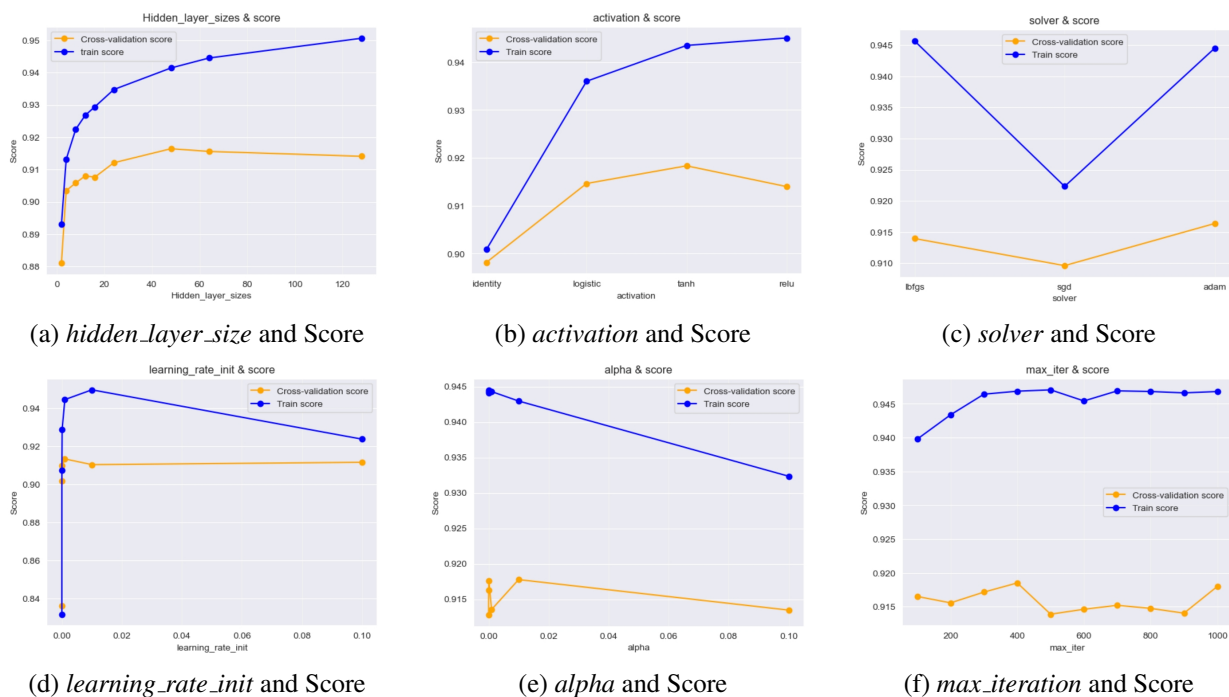 Hidden_layer_sizes & score
Cross-validation score
train score
0.95
0.94
0.93
0.92
0.91
0.90
0.89
0.88
Score
0 20 40 60 80 100 120
Hidden_layer_sizes
(a) hidden_layer_size and Score
activation & score
Cross-validation score
Train score
0.94
0.93
0.92
0.91
0.90
Score
identity logistic tanh relu
activation
(b) activation and Score
solver & score
Cross-validation score
Train score
0.945
0.940
0.935
0.930
0.925
0.920
0.915
0.910
Score
lbfgs sgd adam
solver
(c) solver and Score
learning_rate_init & score
Cross-validation score
Train score
0.94
0.92
0.90
0.88
0.86
0.84
Score
0.00 0.02 0.04 0.06 0.08 0.10
learning_rate_init
(d) learning_rate_init and Score
alpha & score
Cross-validation score
Train score
0.945
0.940
0.935
0.930
0.925
0.920
0.915
Score
0.00 0.02 0.04 0.06 0.08 0.10
alpha
(e) alpha and Score
max_iter & score
Cross-validation score
Train score
0.945
0.940
0.935
0.930
0.925
0.920
0.915
Score
200 400 600 800 1000
max_iter
(f) max_iteration and Score